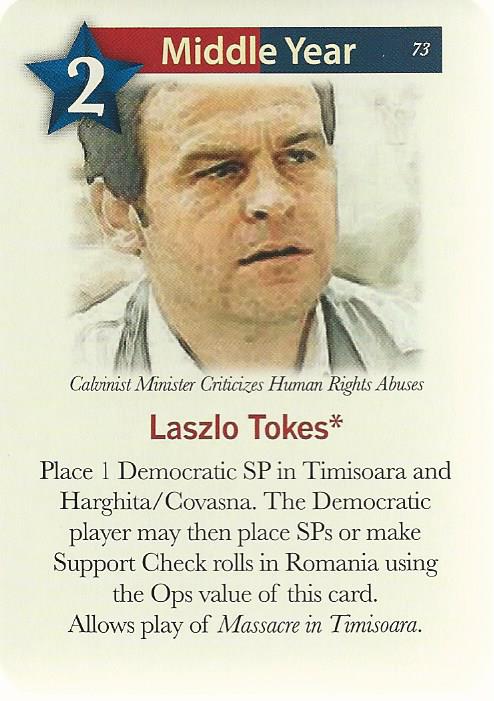 Middle Year 73
2
Calvinist Minister Criticizes Human Rights Abuses
Laszlo Tokes*
Place 1 Democratic SP in Timisoara and
Harghita/Covasna. The Democratic
player may then place SPs or make
Support Check rolls in Romania using
the Ops value of this card.
Allows play of Massacre in Timisoara.